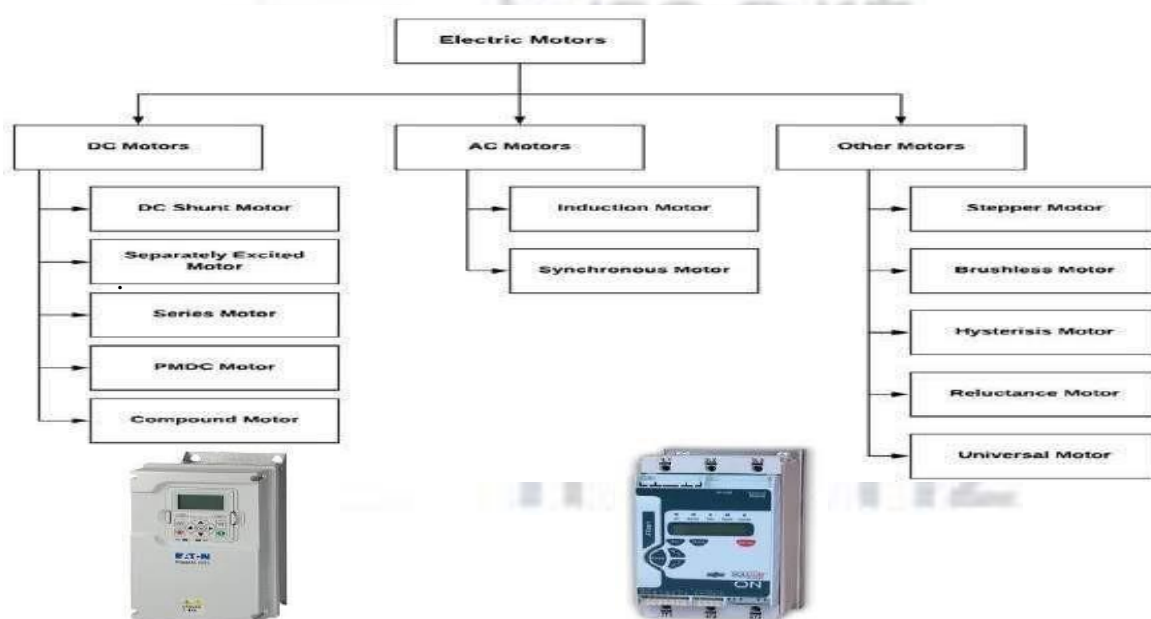 Electric Motors
DC Motors
AC Motors
Other Motors
DC Shunt Motor
Separately Excited
Motor
Series Motor
PMDC Motor
Compound Motor
Induction Motor
Synchronous Motor
Stepper Motor
Brushless Motor
Hysterisis Motor
Reluctance Motor
Universal Motor
EATON
ON